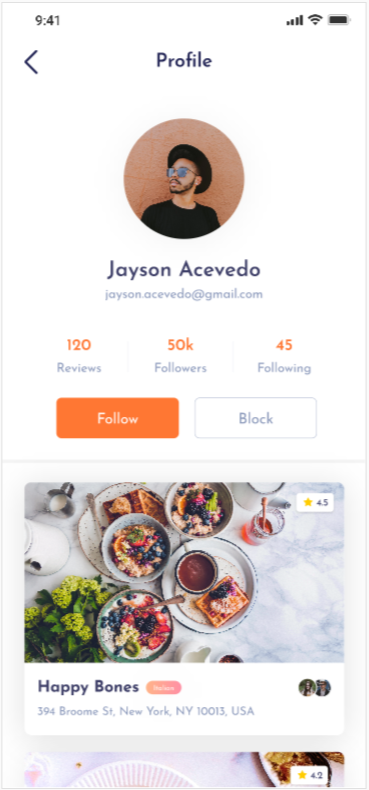 9:41
Profile
Jayson Acevedo
jayson.acevedo@gmail.com
120 50k 45
Reviews Followers Following
Follow Block
4.5
Happy Bones Italian
394 Broome St, New York, NY 10013, USA
4.2